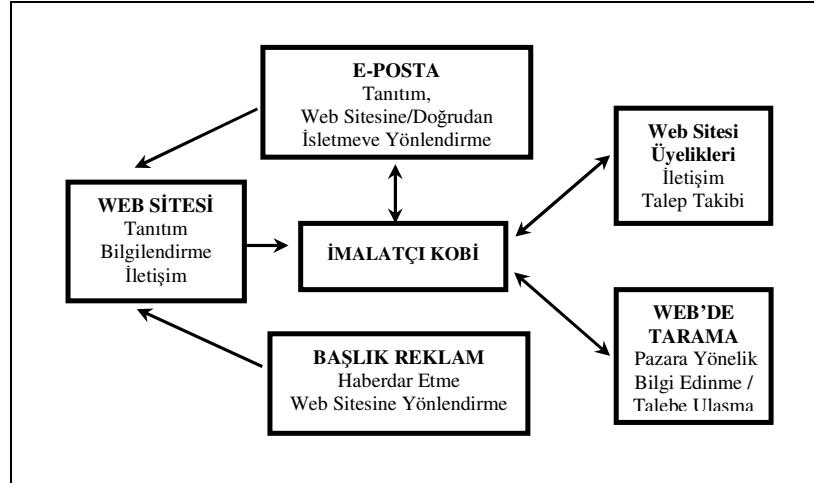 E-POSTA
Tanıtım,
Web Sitesine/Doğrudan
İsletmeve Yönlendirme
Web Sitesi
Üyelikleri
İletişim
Talep Takibi
WEB SİTESİ
Tanıtım
Bilgilendirme
İletişim
İMALATÇI KOBİ
BAŞLIK REKLAM
Haberdar Etme
Web Sitesine Yönlendirme
WEB’DE
TARAMA
Pazara Yönelik
Bilgi Edinme /
Talebe Ulasma